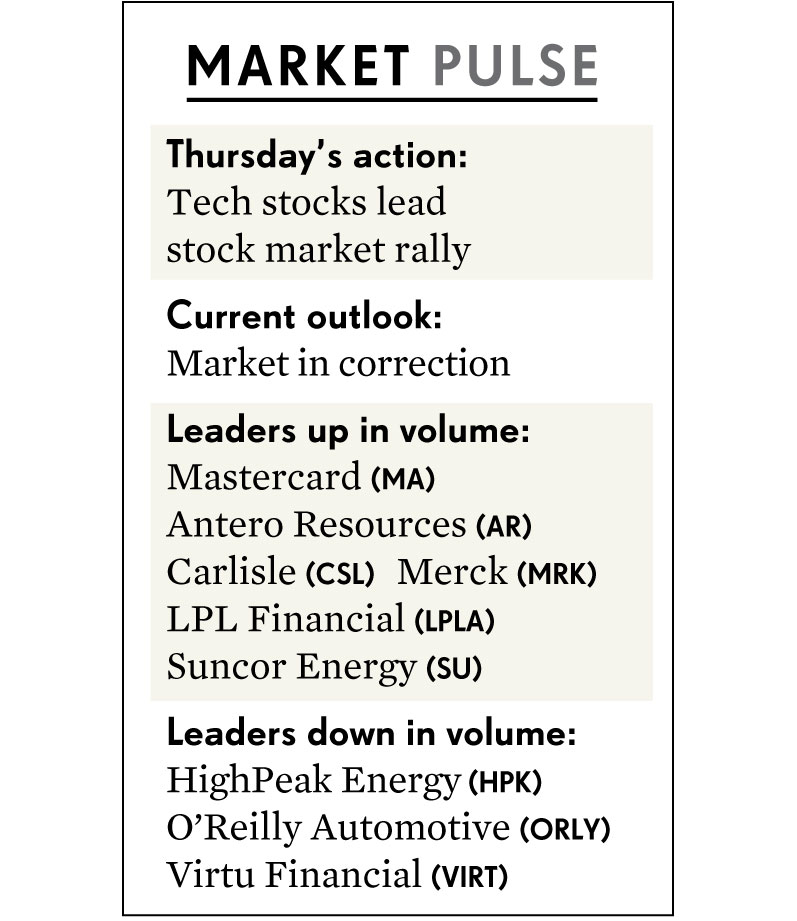 MARKET PULSE
Thursday’s action:
Tech stocks lead
stock market rally
Current outlook:
Market in correction
Leaders up in volume:
Mastercard (MA)
Antero Resources (AR)
Carlisle (CSL) Merck (MRK)
LPL Financial (LPLA)
Suncor Energy (SU)
Leaders down in volume:
HighPeak Energy (HPK)
O’Reilly Automotive (ORLY)
Virtu Financial (VIRT)